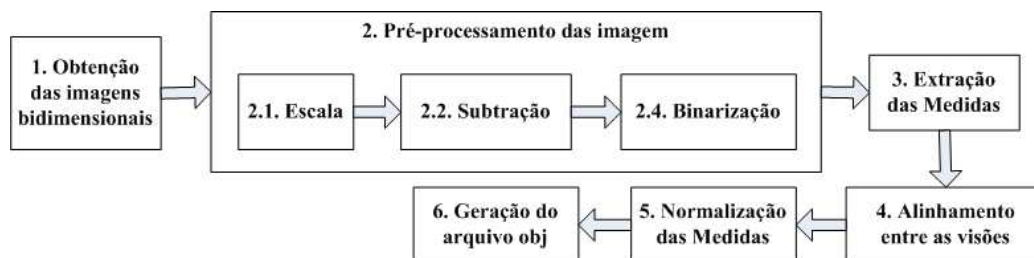 1. Obtenção
das imagens
bidimensionais
2. Pré-processamento das imagem
2.1. Escala
2.2. Subtração
2.4. Binarização
3. Extração
das Medidas
4. Alinhamento
entre as visões
5. Normalização
das Medidas
6. Geração do
arquivo obj